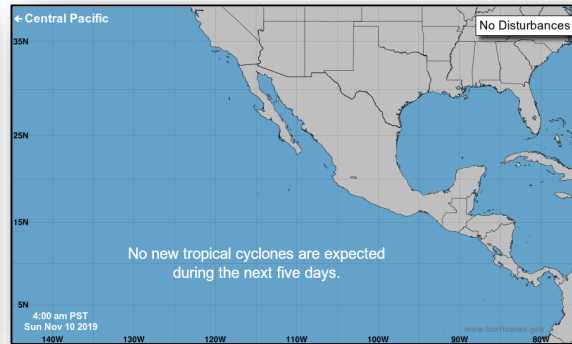 ←Central Pacific
No Disturbances
35N
25N
15N
No new tropical cyclones are expected
during the next five days.
5N
4:00 am PST
Sun Nov 10 2019
www.hurricanes.gov
140W 130W 120W 110W 100W 90W 80W